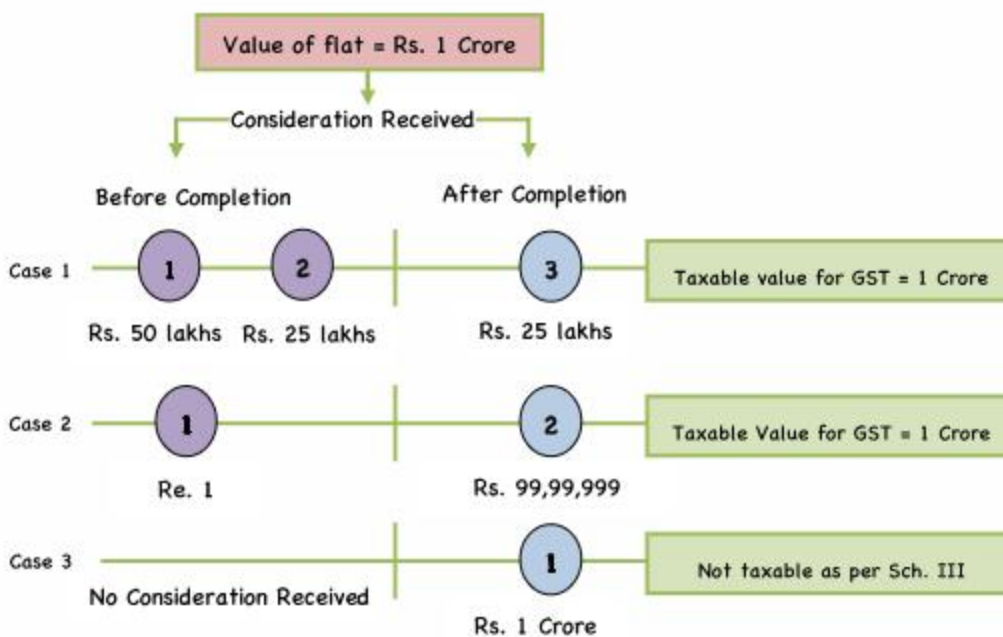 Value of flat = Rs. 1 Crore
Consideration Received
Before Completion
After Completion
Case 1
1
2
3
Taxable value for GST = 1 Crore
Rs. 50 lakhs
Rs. 25 lakhs
Rs. 25 lakhs
Case 2
1
2
Taxable Value for GST = 1 Crore
Re. 1
Rs. 99,99,999
Case 3
1
Not taxable as per Sch. III
No Consideration Received
Rs. 1 Crore